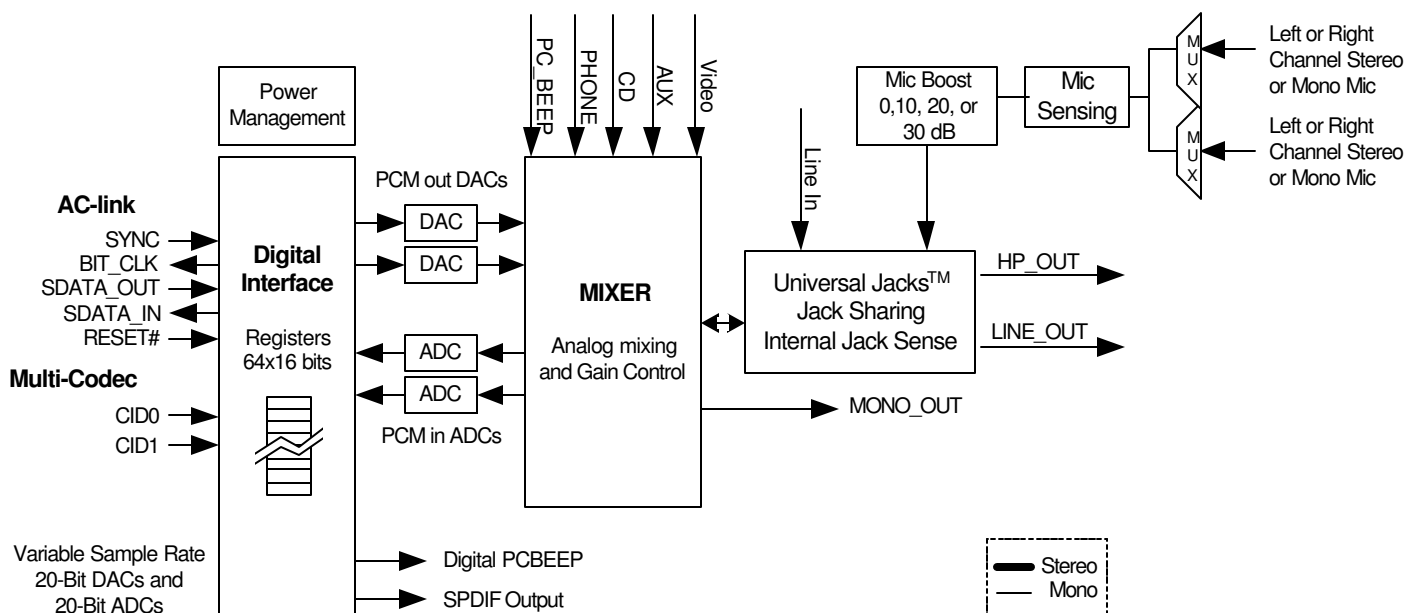 PC_BEEP
PHONE
CD
AUX
Video
Power
Management
Mic Boost
0,10, 20, or
30 dB
Mic
Sensing
MUX
Left or Right
Channel Stereo
or Mono Mic
MUX
Left or Right
Channel Stereo
or Mono Mic
Line In
AC-link
SYNC
BIT_CLK
SDATA_OUT
SDATA_IN
RESET#
Multi-Codec
CID0
CID1
Digital
Interface
Registers
64x16 bits
PCM out DACs
DAC
DAC
ADC
ADC
PCM in ADCs
MIXER
Analog mixing
and Gain Control
Universal Jacks™
Jack Sharing
Internal Jack Sense
HP_OUT
LINE_OUT
MONO_OUT
Variable Sample Rate
20-Bit DACs and
20-Bit ADCs
Digital PCBEEP
SPDIF Output
Stereo
Mono